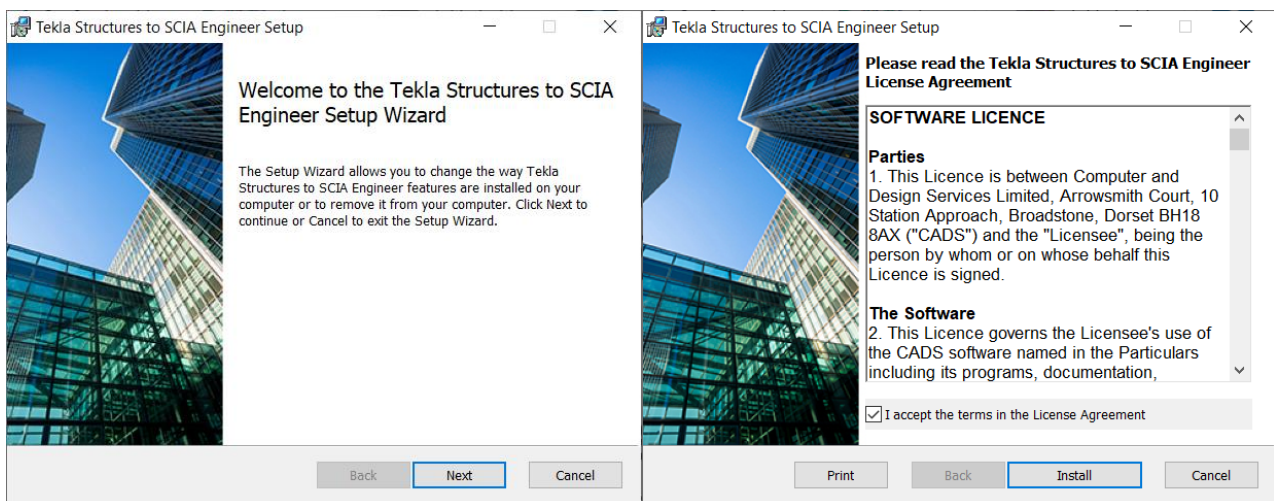 Tekla Structures to SCIA Engineer Setup
Welcome to the Tekla Structures to SCIA
Engineer Setup Wizard
The Setup Wizard allows you to change the way Tekla
Structures to SCIA Engineer features are installed on your
computer or to remove it from your computer. Click Next to
continue or Cancel to exit the Setup Wizard.
Back Next Cancel
Tekla Structures to SCIA Engineer Setup
Please read the Tekla Structures to SCIA Engineer
License Agreement
SOFTWARE LICENCE
Parties
1. This Licence is between Computer and
Design Services Limited, Arrowsmith Court, 10
Station Approach, Broadstone, Dorset BH18
8AX ("CADS") and the "Licensee", being the
person by whom or on whose behalf this
Licence is signed.
The Software
2. This Licence governs the Licensee's use of
the CADS software named in the Particulars
including its programs, documentation,
I accept the terms in the License Agreement
Print Back Install Cancel